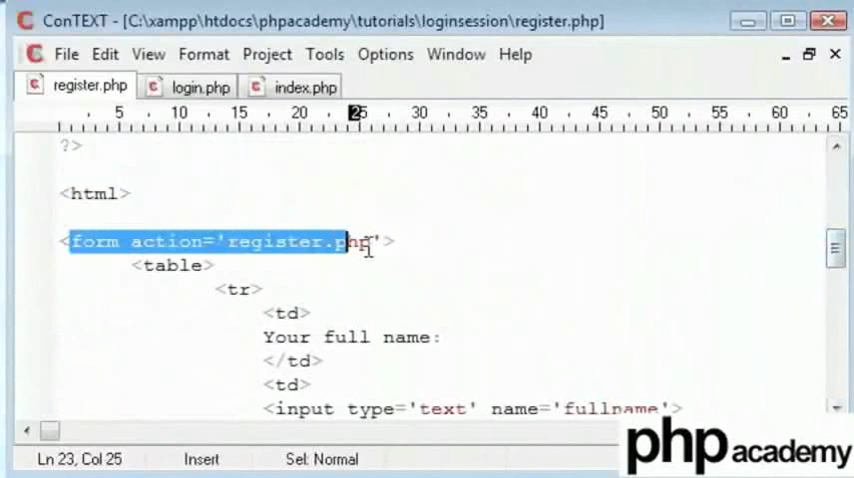 ConTEXT - [C:\xampp\htdocs\phpacademy\tutorials\loginsession\register.php]
File Edit View Format Project Tools Options Window Help
register.php login.php index.php
5 10 15 20 25 30 35 40 45 50 55 60 65
?>
<html>
<form action='register.php'>
<table>
<tr>
<td>
Your full name:
</td>
<td>
<input type='text' name='fullname'>
Ln 23, Col 25 Insert Sel: Normal
php academy